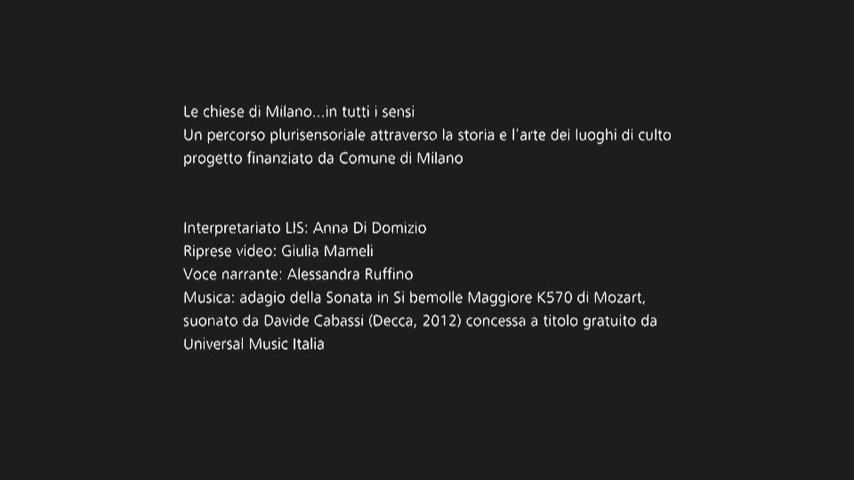 Le chiese di Milano...in tutti i sensi
Un percorso plurisensoriale attraverso la storia e l'arte dei luoghi di culto
progetto finanziato da Comune di Milano
Interpretariato LIS: Anna Di Domizio
Riprese video: Giulia Mameli
Voce narrante: Alessandra Ruffino
Musica: adagio della Sonata in Si bemolle Maggiore K570 di Mozart,
suonato da Davide Cabassi (Decca, 2012) concessa a titolo gratuito da
Universal Music Italia